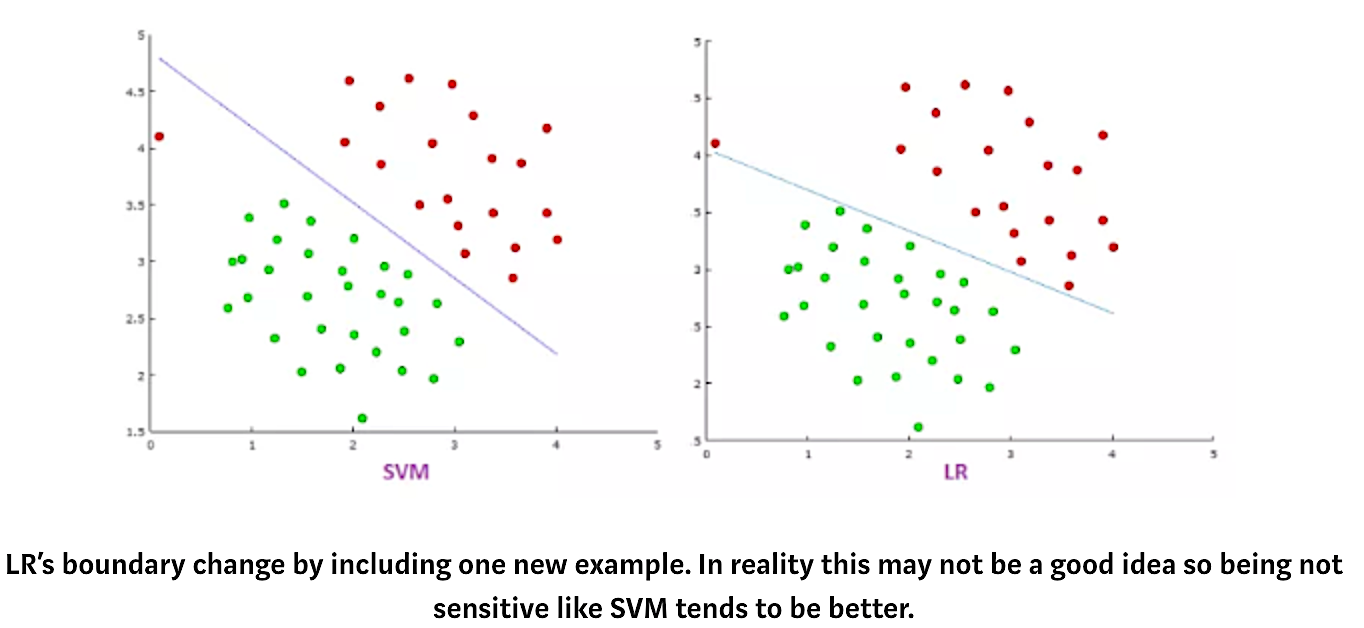 5
4.5
4
3.5
3
2.5
2
1.5
0 1 2 3 4 5
SVM
5
.5
4
.5
3
.5
2
.5
0 1 2 3 4 5
LR
LR’s boundary change by including one new example. In reality this may not be a good idea so being not
sensitive like SVM tends to be better.